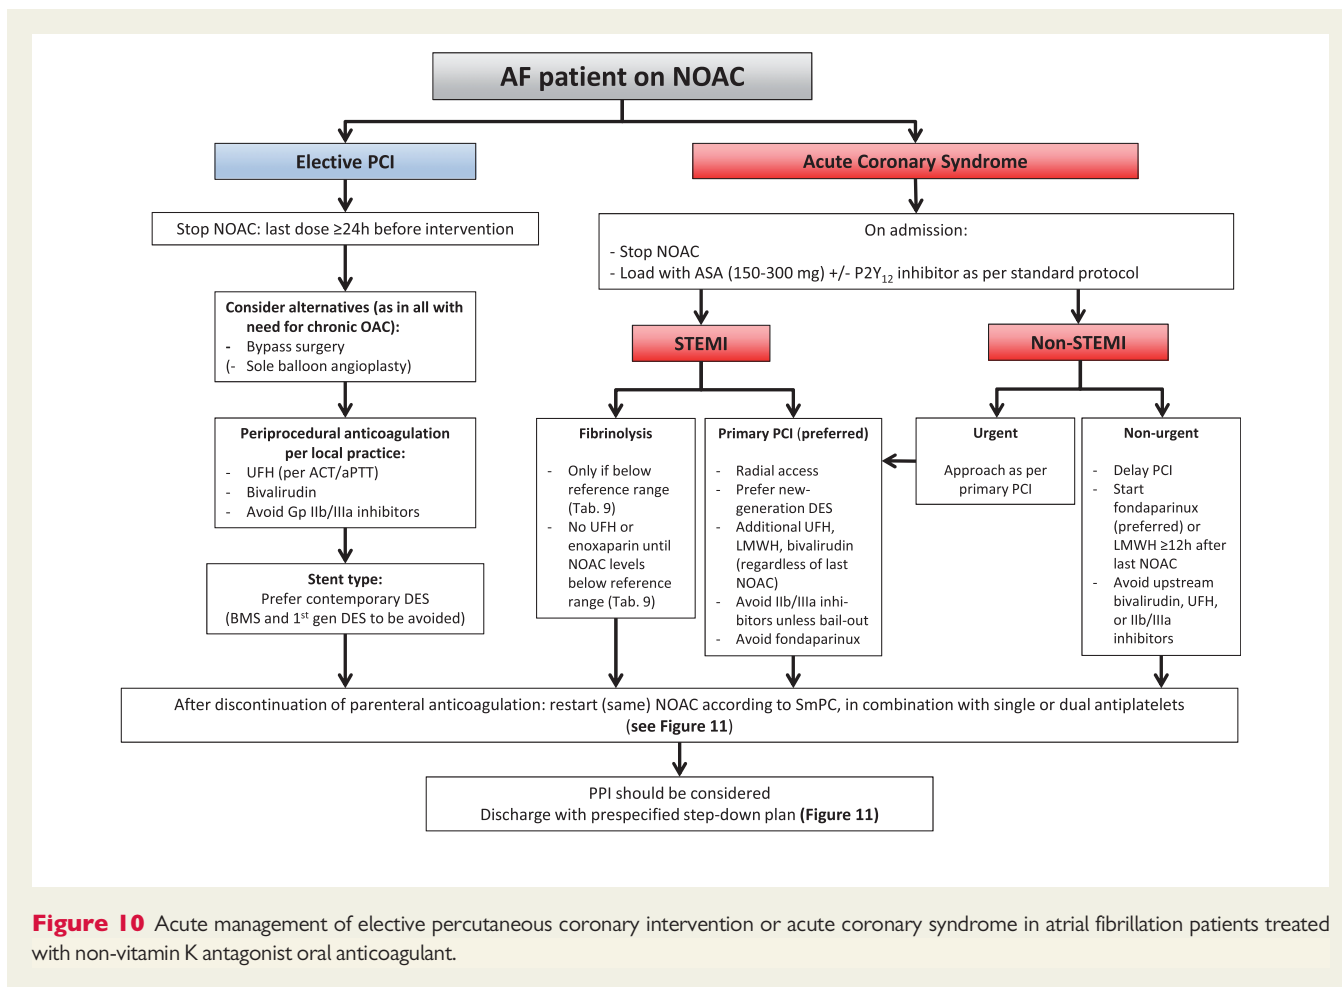 AF patient on NOAC
Elective PCI
Stop NOAC: last dose ≥24h before intervention
Consider alternatives (as in all with
need for chronic OAC):
- Bypass surgery
(- Sole balloon angioplasty)
Periprocedural anticoagulation
per local practice:
- UFH (per ACT/aPTT)
- Bivalirudin
- Avoid Gp IIb/IIIa inhibitors
Stent type:
Prefer contemporary DES
(BMS and 1st gen DES to be avoided)
Acute Coronary Syndrome
On admission:
- Stop NOAC
- Load with ASA (150-300 mg) +/- P2Y12 inhibitor as per standard protocol
STEMI
Fibrinolysis
- Only if below
reference range
(Tab. 9)
- No UFH or
enoxaparin until
NOAC levels
below reference
range (Tab. 9)
Primary PCI (preferred)
- Radial access
- Prefer new-
generation DES
- Additional UFH,
LMWH, bivalirudin
(regardless of last
NOAC)
- Avoid IIb/IIIa inhi-
bitors unless bail-out
- Avoid fondaparinux
Non-STEMI
Urgent
Approach as per
primary PCI
Non-urgent
- Delay PCI
- Start
fondaparinux
(preferred) or
LMWH ≥12h after
last NOAC
- Avoid upstream
bivalirudin, UFH,
or IIb/IIIa
inhibitors
After discontinuation of parenteral anticoagulation: restart (same) NOAC according to SmPC, in combination with single or dual antiplatelets
(see Figure 11)
PPI should be considered
Discharge with prespecified step-down plan (Figure 11)
Figure 10 Acute management of elective percutaneous coronary intervention or acute coronary syndrome in atrial fibrillation patients treated
with non-vitamin K antagonist oral anticoagulant.